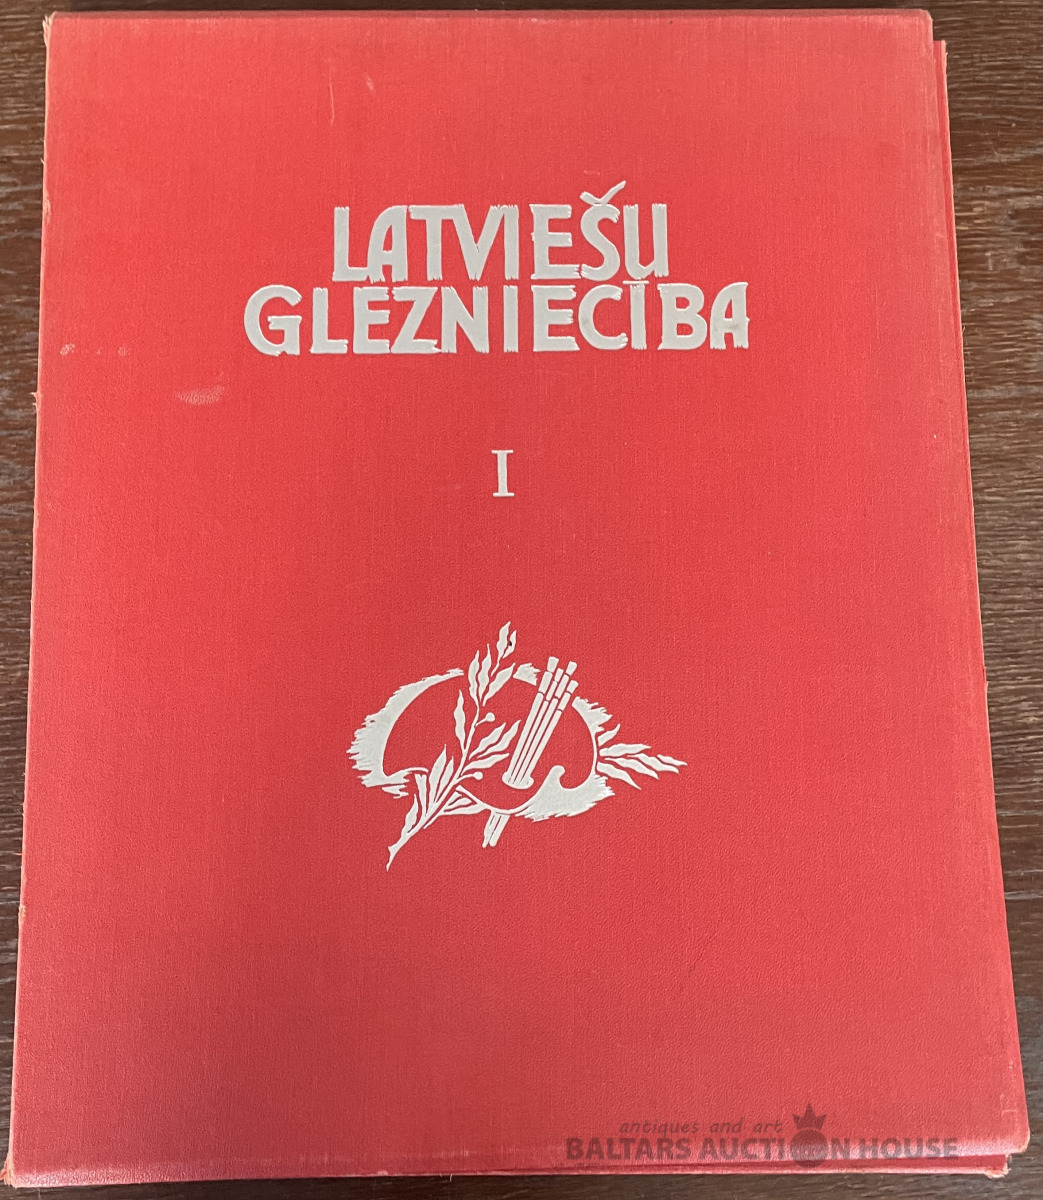 LATVIEŠU
GLEZNIECĪBA
I
antiques and art
BALTARS AUCTION HOUSE